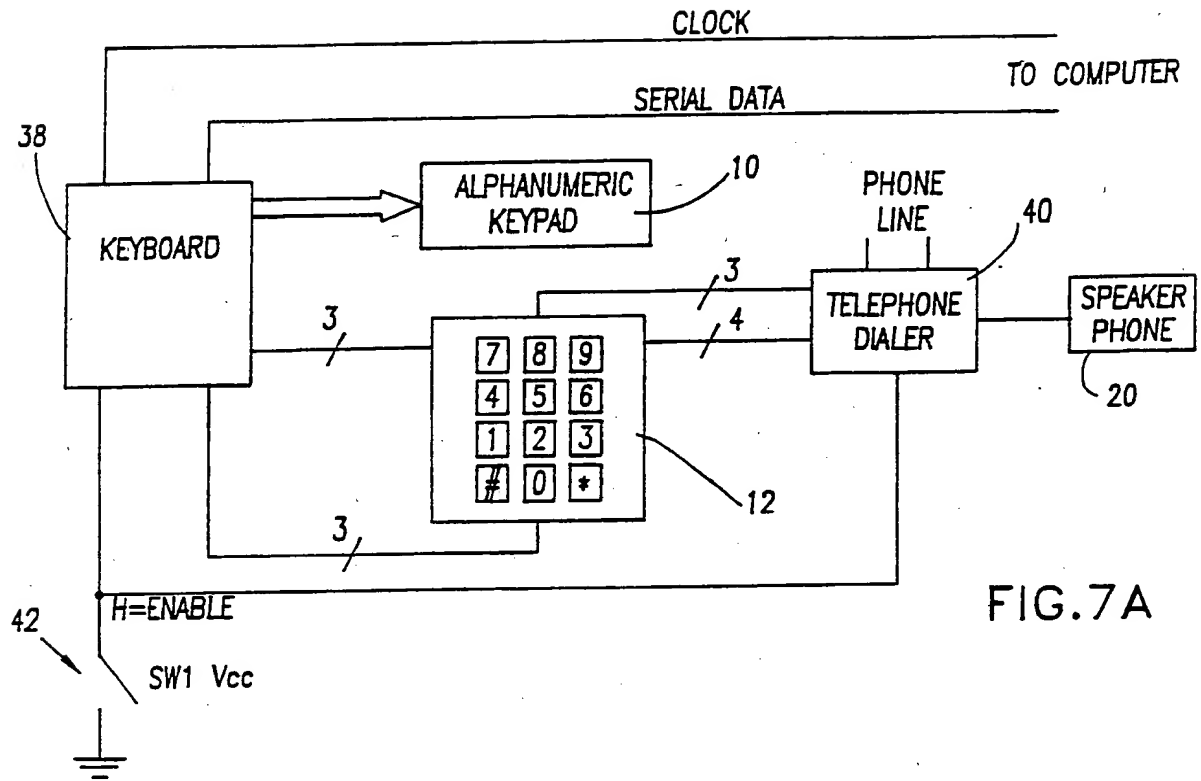 CLOCK
TO COMPUTER
SERIAL DATA
38
KEYBOARD
ALPHANUMERIC
KEYPAD
10
PHONE
LINE
40
TELEPHONE
DIALER
SPEAKER
PHONE
20
3
3
4
7 8 9
4 5 6
1 2 3
# 0 *
12
3
H=ENABLE
42
SW1 Vcc
FIG.7A